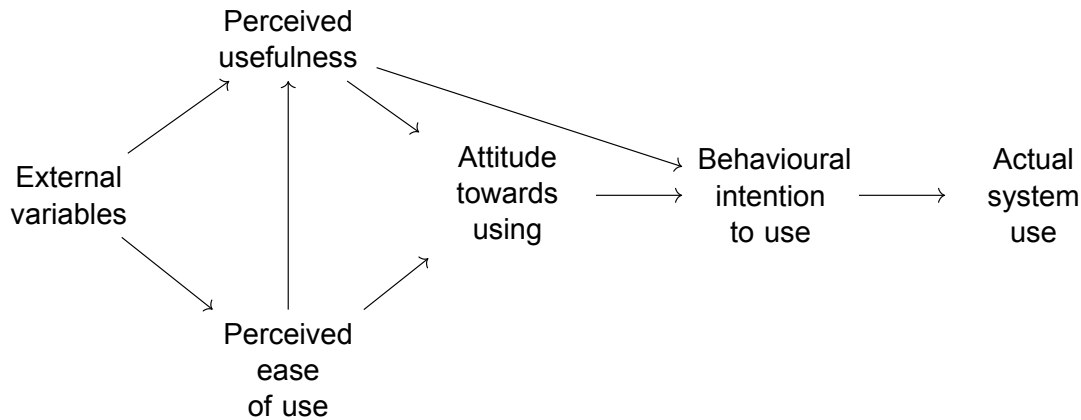 Perceived
usefulness
External
variables
Attitude
towards
using
Behavioural
intention
to use
Actual
system
use
Perceived
ease
of use